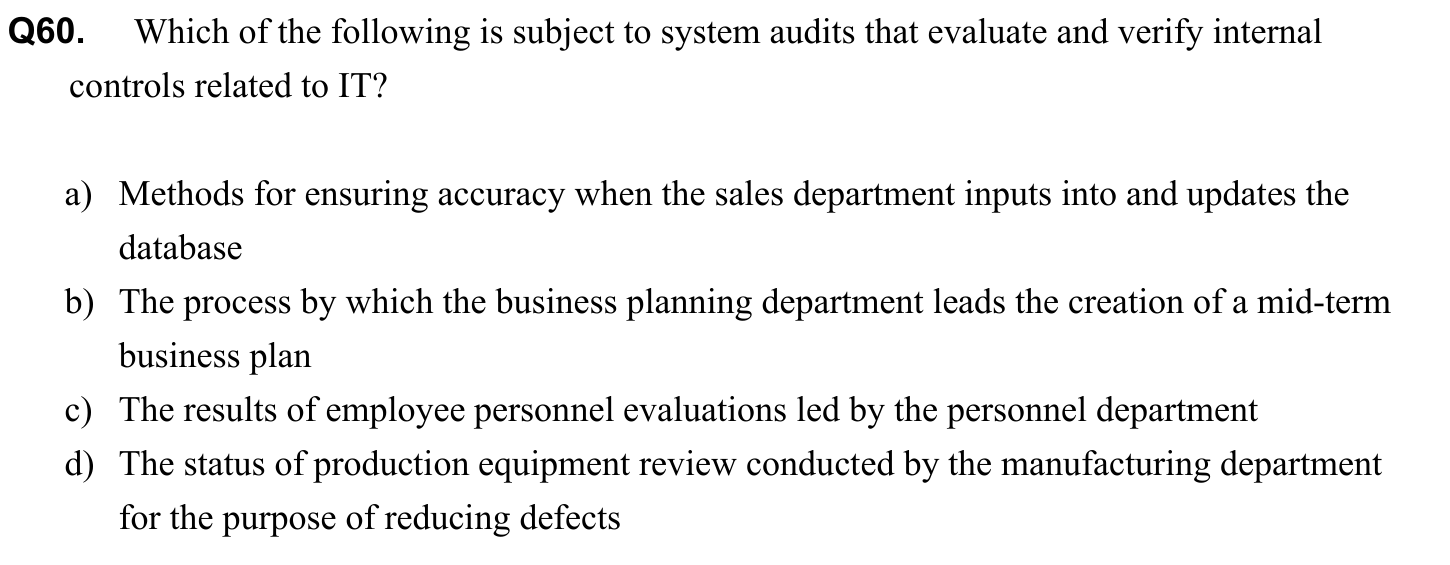 Q60. Which of the following is subject to system audits that evaluate and verify internal
controls related to IT?
a) Methods for ensuring accuracy when the sales department inputs into and updates the
database
b) The process by which the business planning department leads the creation of a mid-term
business plan
c) The results of employee personnel evaluations led by the personnel department
d) The status of production equipment review conducted by the manufacturing department
for the purpose of reducing defects